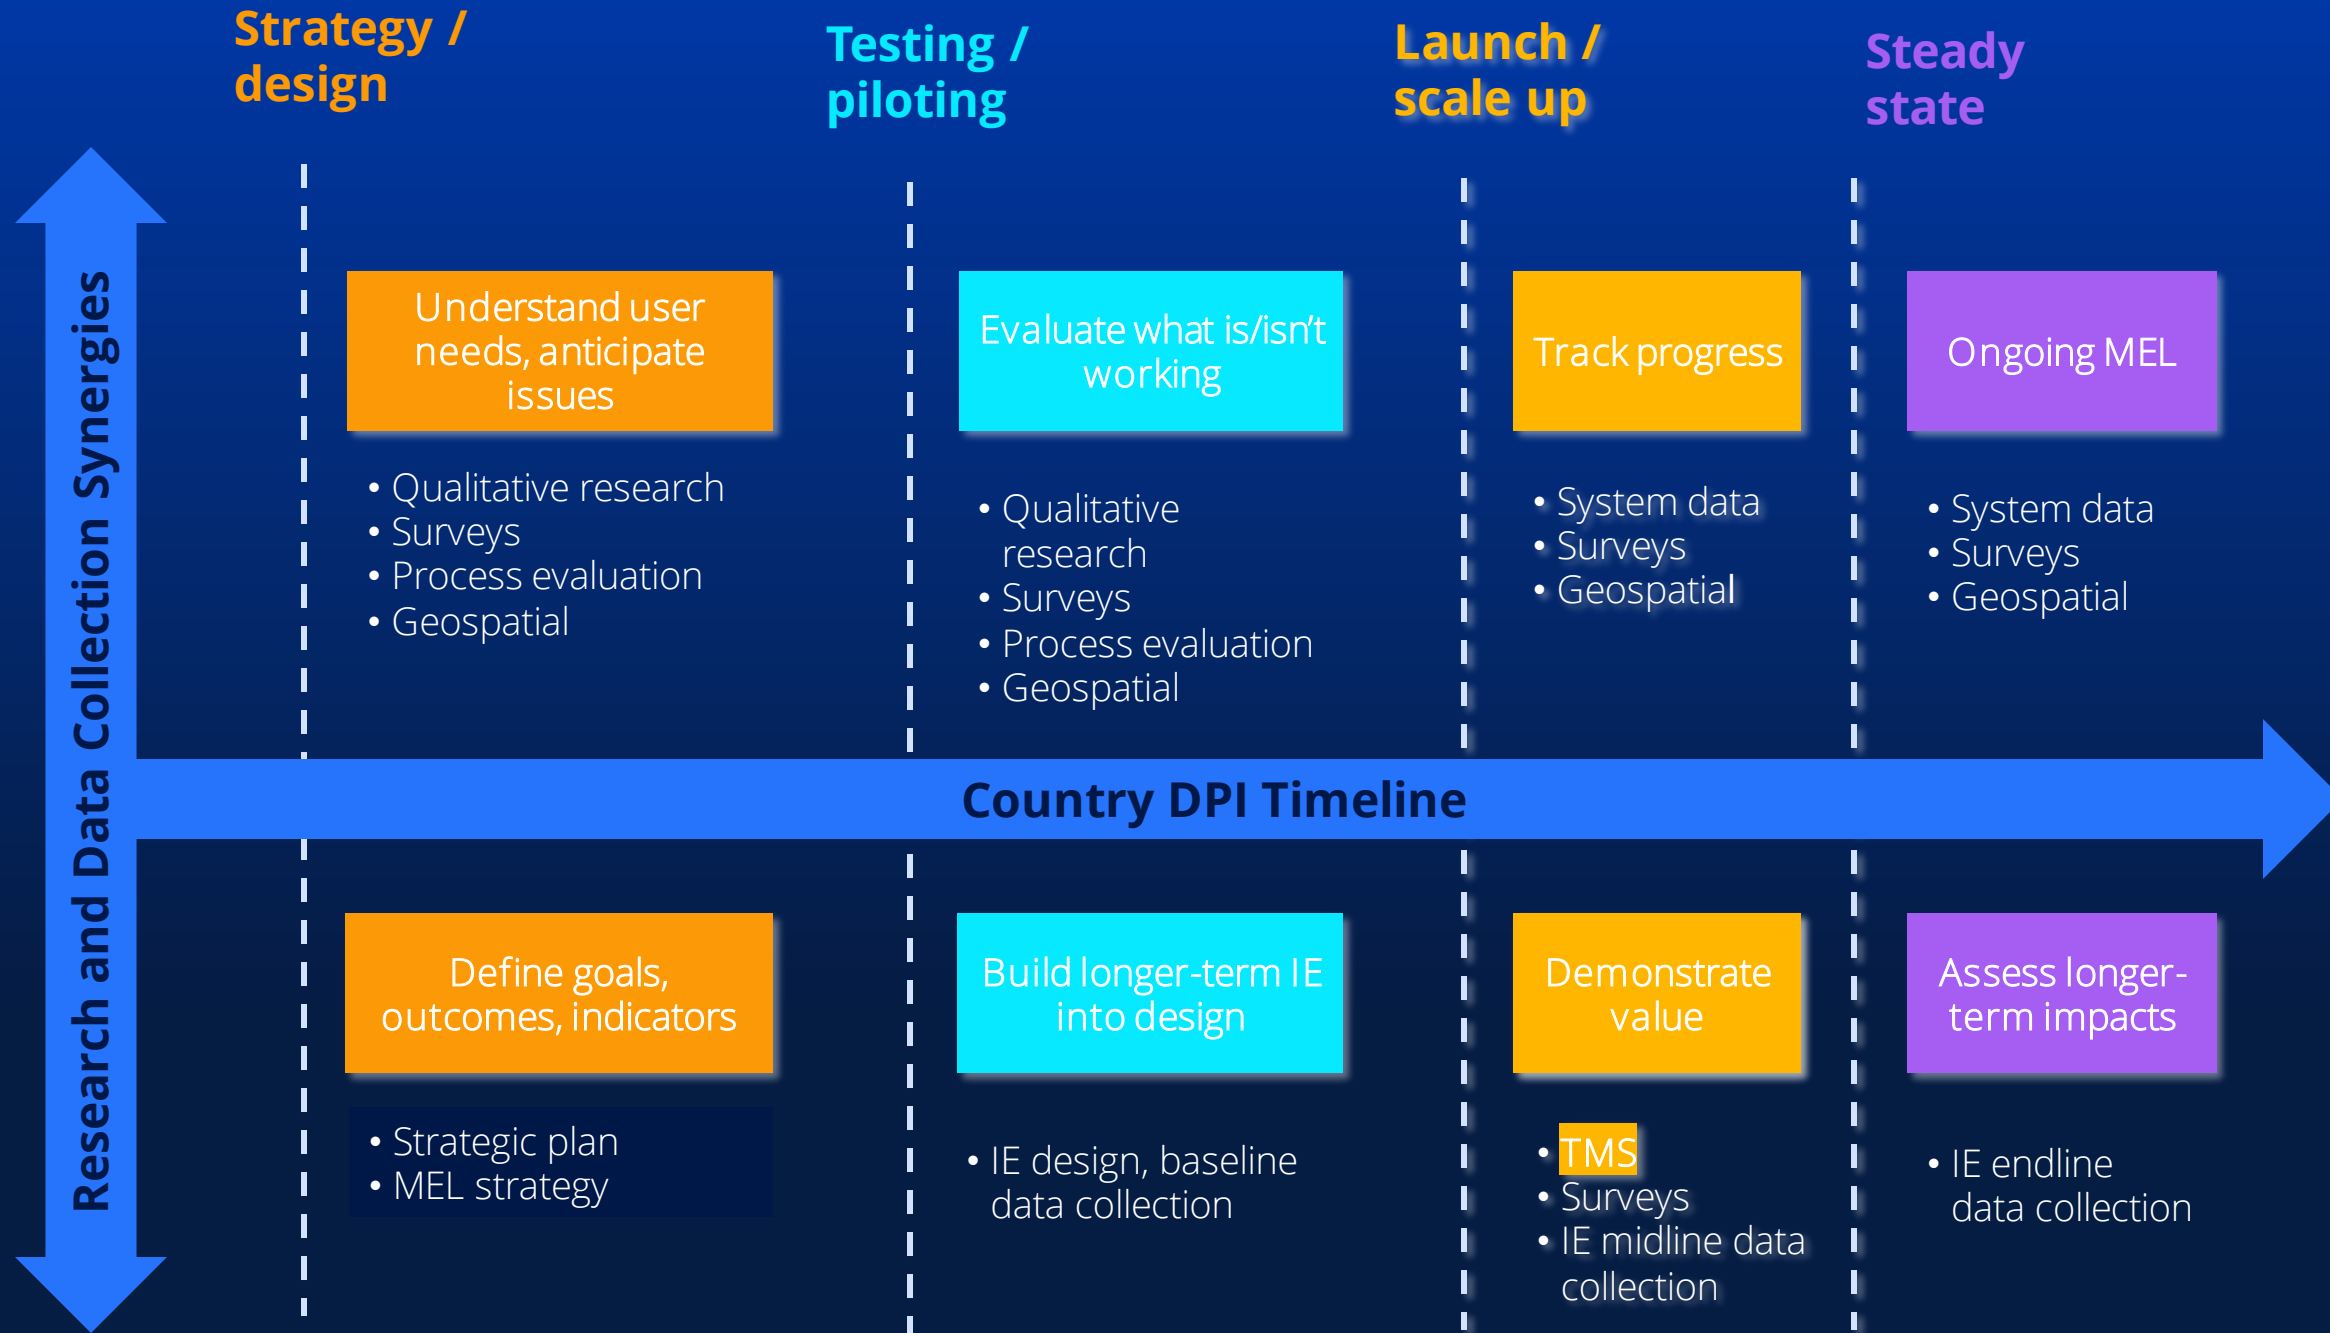 Strategy /
design
Testing /
piloting
Launch /
scale up
Steady
state
Research and Data Collection Synergies
Understand user
needs, anticipate
issues
• Qualitative research
• Surveys
• Process evaluation
• Geospatial
Evaluate what is/isn’t
working
• Qualitative
research
• Surveys
• Process evaluation
• Geospatial
Track progress
• System data
• Surveys
• Geospatial
Ongoing MEL
• System data
• Surveys
• Geospatial
Country DPI Timeline
Define goals,
outcomes, indicators
• Strategic plan
• MEL strategy
Build longer-term IE
into design
• IE design, baseline
data collection
Demonstrate
value
• TMS
• Surveys
• IE midline data
collection
Assess longer-
term impacts
• IE endline
data collection